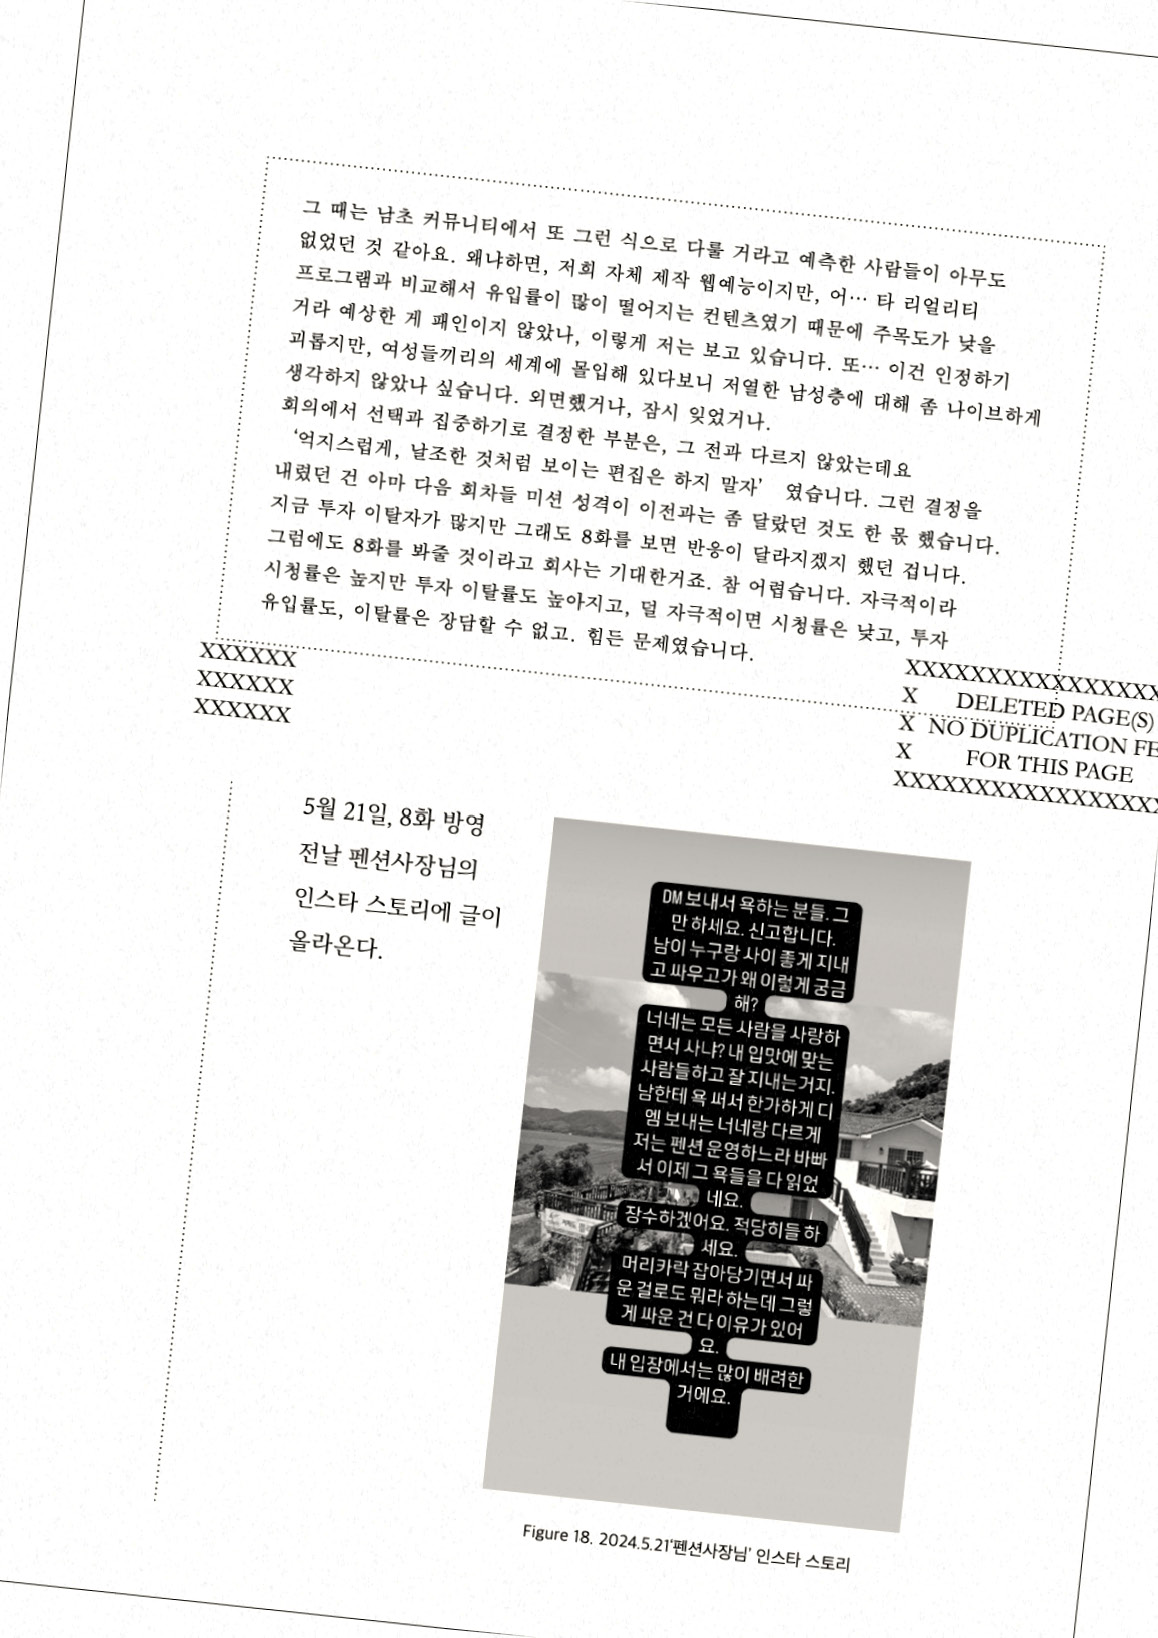 그 때는 남초 커뮤니티에서 또 그런 식으로 다룰 거라고 예측한 사람들이 아무도
없었던 것 같아요. 왜냐하면, 저희 자체 제작 웹예능이지만, 어… 타 리얼리티
프로그램과 비교해서 유입률이 많이 떨어지는 컨텐츠였기 때문에 주목도가 낮을
거라 예상한 게 패인이지 않았나, 이렇게 저는 보고 있습니다. 또… 이건 인정하기
괴롭지만, 여성들끼리의 세계에 몰입해 있다보니 저열한 남성층에 대해 좀 나이브하게
생각하지 않았나 싶습니다. 외면했거나, 잠시 잊었거나.
회의에서 선택과 집중하기로 결정한 부분은, 그 전과 다르지 않았는데요
‘억지스럽게, 날조한 것처럼 보이는 편집은 하지 말자’ 였습니다. 그런 결정을
내렸던 건 아마 다음 회차들 미션 성격이 이전과는 좀 달랐던 것도 한 몫 했습니다.
지금 투자 이탈자가 많지만 그래도 8화를 보면 반응이 달라지겠지 했던 겁니다.
그럼에도 8화를 봐줄 것이라고 회사는 기대한거죠. 참 어렵습니다. 자극적이라
시청률은 높지만 투자 이탈률도 높아지고, 덜 자극적이면 시청률은 낮고, 투자
유입률도, 이탈률은 장담할 수 없고. 힘든 문제였습니다.
XXXXXX
XXXXXX
XXXXXX
XXXXXXXXXXXXXXXX
X DELETED PAGE(S)
X NO DUPLICATION FE
X FOR THIS PAGE
XXXXXXXXXXXXXXXXX
5월 21일, 8화 방영
전날 펜션사장님의
인스타 스토리에 글이
올라온다.
DM 보내서 욕하는 분들. 그
만 하세요. 신고합니다.
남이 누구랑 사이 좋게 지내
고 싸우고가 왜 이렇게 궁금
해?
너네는 모든 사람을 사랑하
면서 사냐? 내 입맛에 맞는
사람들하고 잘 지내는거지.
남한테 욕 써서 한가하게 디
엠 보내는 너네랑 다르게
저는 펜션 운영하느라 바빠
서 이제 그 욕들을 다 읽었
네요.
장수하겠어요. 적당히들 하
세요.
머리카락 잡아당기면서 싸
운 걸로도 뭐라 하는데 그렇
게 싸운 건 다 이유가 있어
요.
내 입장에서는 많이 배려한
거에요.
Figure 18. 2024.5.21‘펜션사장님’ 인스타 스토리